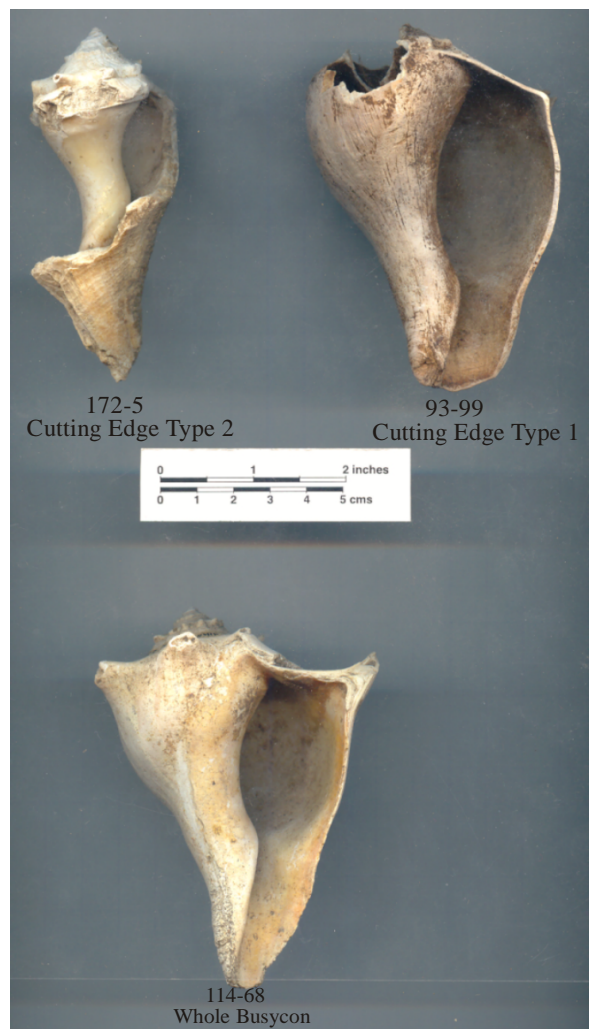 172-5
Cutting Edge Type 2
93-99
Cutting Edge Type 1
0 1 2 inches
0 1 2 3 4 5 cms
114-68
Whole Busycon